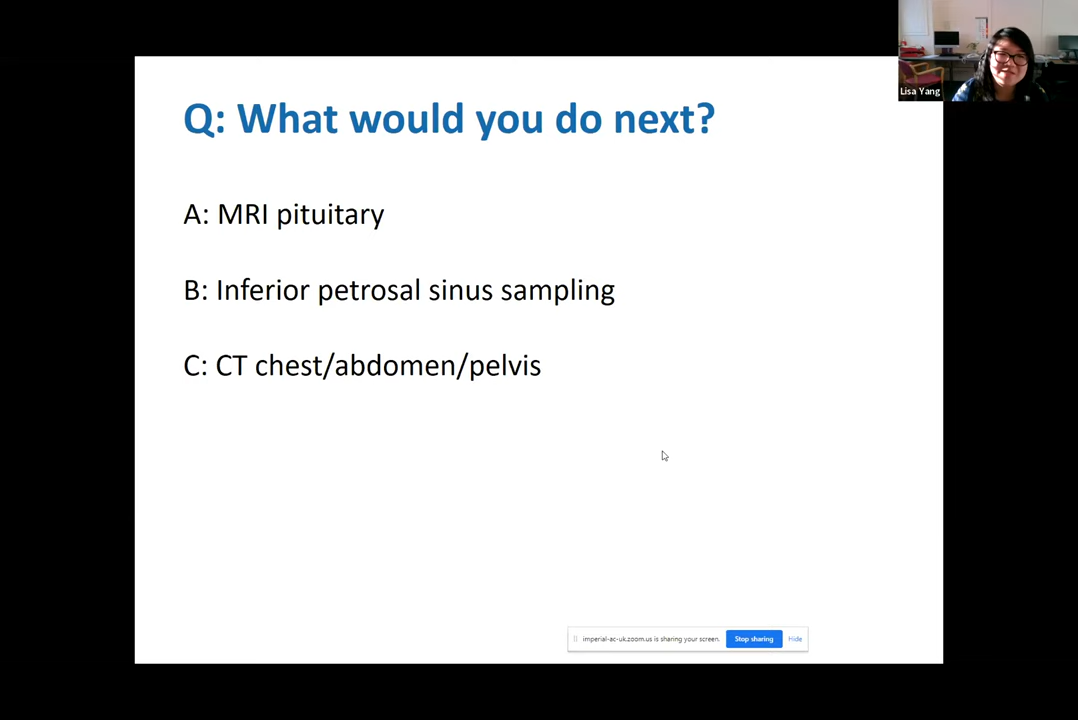 Lisa Yang
Q: What would you do next?
A: MRI pituitary
B: Inferior petrosal sinus sampling
C: CT chest/abdomen/pelvis
imperial-ac-uk.zoom.us is sharing your screen.
Stop sharing
Hide